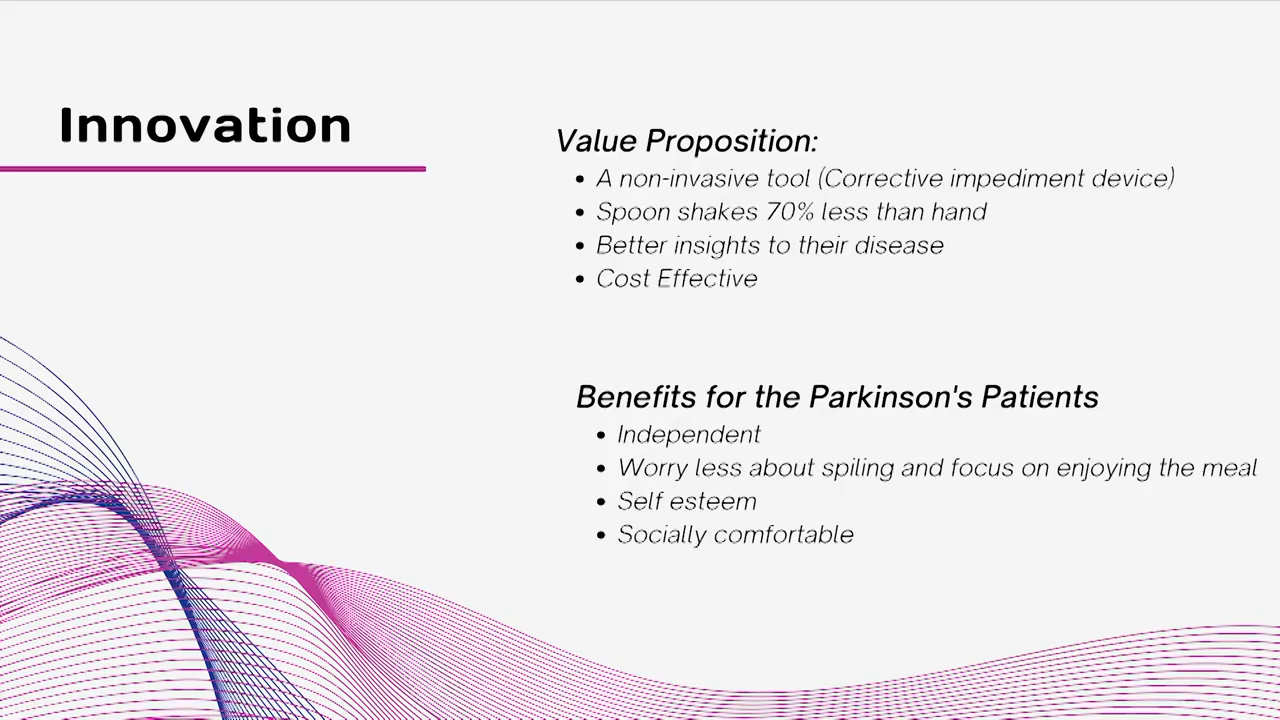 Innovation
Value Proposition:
• A non-invasive tool (Corrective impediment device)
• Spoon shakes 70% less than hand
• Better insights to their disease
• Cost Effective
Benefits for the Parkinson's Patients
• Independent
• Worry less about spiling and focus on enjoying the meal
• Self esteem
• Socially comfortable